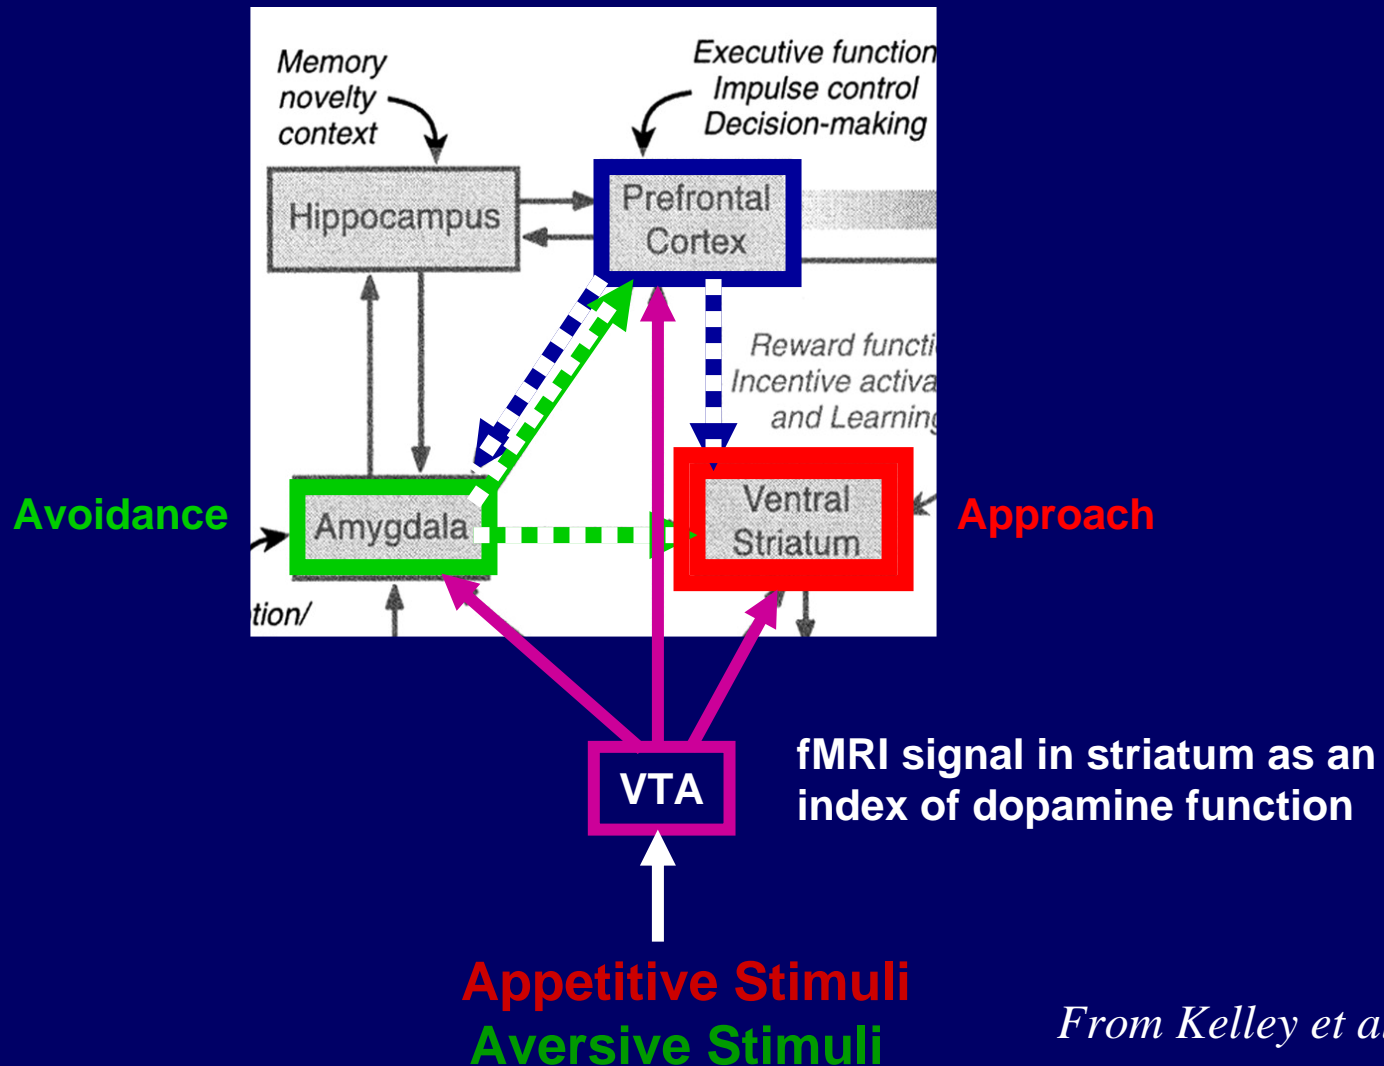 Memory
novelty
context
Executive function
Impulse control
Decision-making
Hippocampus
Prefrontal
Cortex
Reward functi
Incentive activa
and Learning
Avoidance
Amygdala
Ventral
Striatum
Approach
tion/
VTA
fMRI signal in striatum as an
index of dopamine function
Appetitive Stimuli
Aversive Stimuli
From Kelley et al